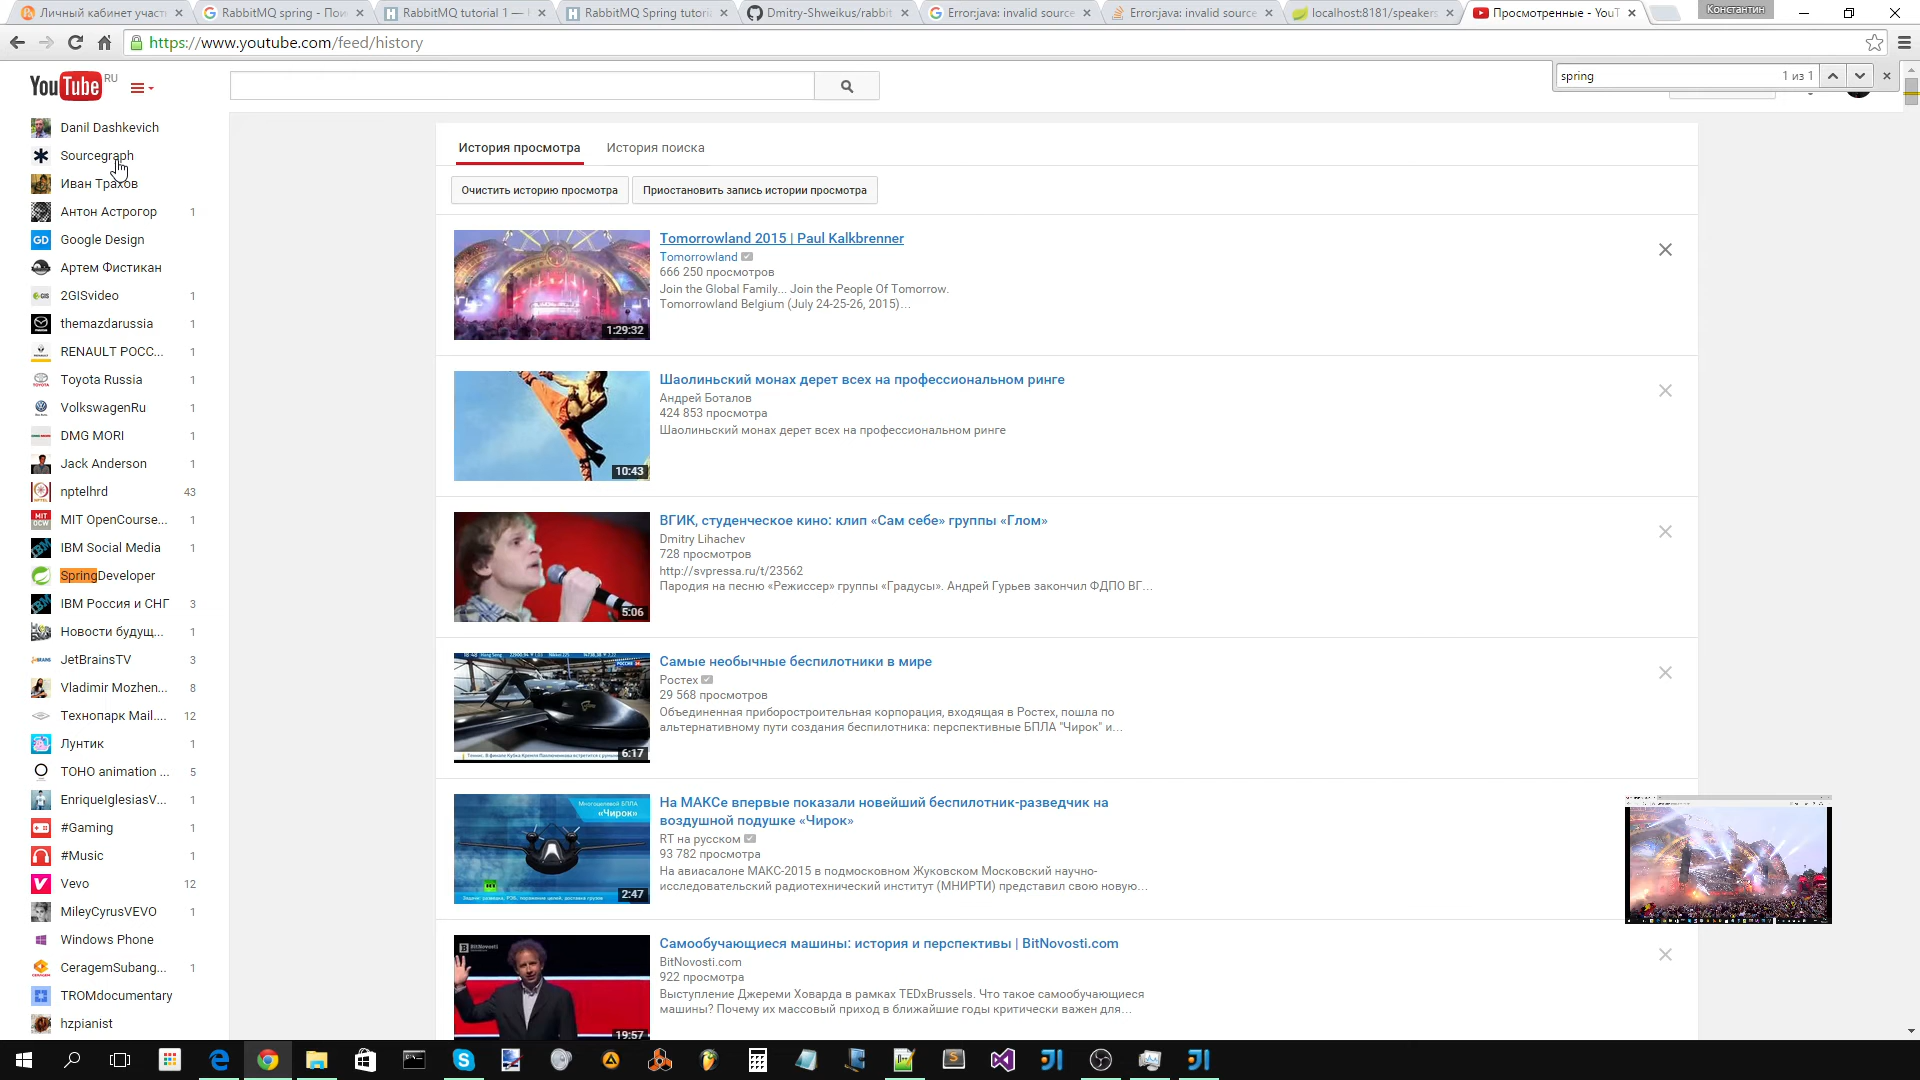 Личный кабинет участ
RabbitMQ spring - Пои
RabbitMQ tutorial 1 —
RabbitMQ Spring tutori
Dmitry-Shweikus/rabbit
Error:java: invalid source
Error:java: invalid source
localhost:8181/speakers
Просмотренные - YouT
Константин
https://www.youtube.com/feed/history
spring
1 из 1
YouTube RU
Danil Dashkevich
Sourcegraph
Иван Трахов
Антон Астрогор 1
Google Design
Артем Фистикан
2GISvideo 1
themazdarussia 1
RENAULT РОСС... 1
Toyota Russia 1
VolkswagenRu 1
DMG MORI 1
Jack Anderson 1
nptelhrd 43
MIT OpenCourse... 1
IBM Social Media 1
SpringDeveloper
IBM Россия и СНГ 3
Новости будущ... 1
JetBrainsTV 3
Vladimir Mozhen... 8
Технопарк Mail.... 12
Лунтик 1
TOHO animation ... 5
EnriqueIglesiasV... 1
#Gaming 1
#Music 1
Vevo 12
MileyCyrusVEVO 1
Windows Phone
CeragemSubang... 1
TROMdocumentary
hzpianist
История просмотра
История поиска
Очистить историю просмотра
Приостановить запись истории просмотра
Tomorrowland 2015 | Paul Kalkbrenner
Tomorrowland
666 250 просмотров
Join the Global Family... Join the People Of Tomorrow.
Tomorrowland Belgium (July 24-25-26, 2015)...
1:29:32
Шаолиньский монах дерет всех на профессиональном ринге
Андрей Боталов
424 853 просмотра
Шаолиньский монах дерет всех на профессиональном ринге
10:43
ВГИК, студенческое кино: клип «Сам себе» группы «Глом»
Dmitry Lihachev
728 просмотров
http://svpressa.ru/t/23562
Пародия на песню «Режиссер» группы «Градусы». Андрей Гурьев закончил ФДПО ВГ...
5:06
Самые необычные беспилотники в мире
Ростех
29 568 просмотров
Объединенная приборостроительная корпорация, входящая в Ростех, пошла по
альтернативному пути создания беспилотника: перспективные БПЛА "Чирок" и...
6:17
На МАКСе впервые показали новейший беспилотник-разведчик на
воздушной подушке «Чирок»
RT на русском
93 782 просмотра
На авиасалоне МАКС-2015 в подмосковном Жуковском Московский научно-
исследовательский радиотехнический институт (МНИРТИ) представил свою новую...
Многоцелевой БПЛА
«Чирок»
2:47
Самообучающиеся машины: история и перспективы | BitNovosti.com
BitNovosti.com
922 просмотра
Выступление Джереми Ховарда в рамках TEDxBrussels. Что такое самообучающиеся
машины? Почему их массовый приход в ближайшие годы критически важен для...
BitNovosti
19:57